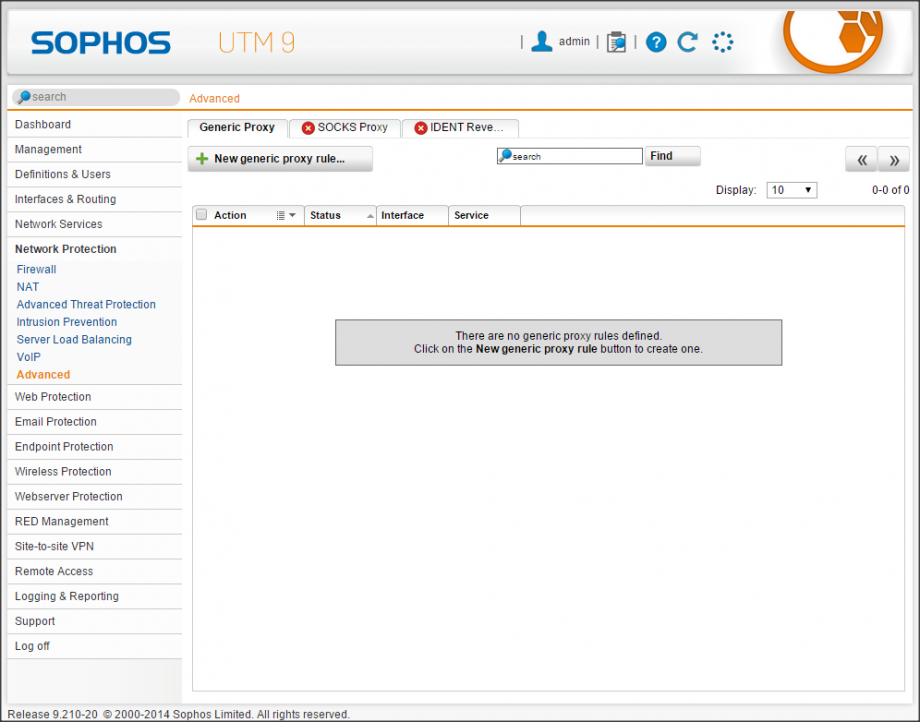 SOPHOS UTM 9
| admin | | ?
search
Advanced
Dashboard
Management
Definitions & Users
Interfaces & Routing
Network Services
Network Protection
Firewall
NAT
Advanced Threat Protection
Intrusion Prevention
Server Load Balancing
VoIP
Advanced
Web Protection
Email Protection
Endpoint Protection
Wireless Protection
Webserver Protection
RED Management
Site-to-site VPN
Remote Access
Logging & Reporting
Support
Log off
Generic Proxy SOCKS Proxy IDENT Reve...
New generic proxy rule... search Find « »
Display: 10 0-0 of 0
Action Status Interface Service
There are no generic proxy rules defined.
Click on the New generic proxy rule button to create one.
Release 9.210-20 © 2000-2014 Sophos Limited. All rights reserved.